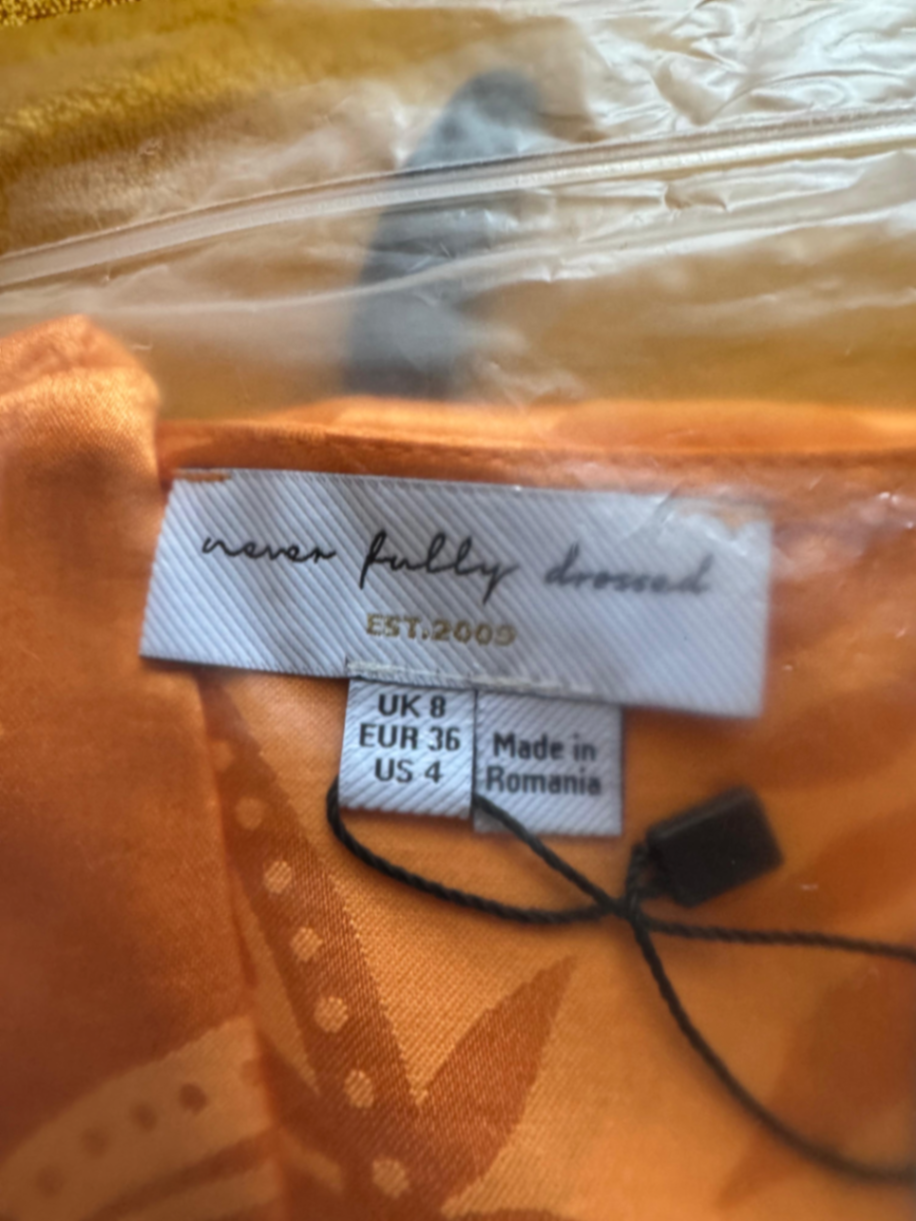 never fully dressed
EST.2009
UK 8
EUR 36
US 4
Made in
Romania